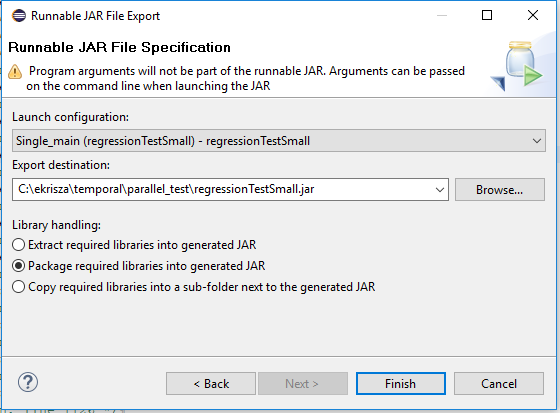 Runnable JAR File Export
Runnable JAR File Specification
Program arguments will not be part of the runnable JAR. Arguments can be passed
on the command line when launching the JAR
Launch configuration:
Single_main (regressionTestSmall) - regressionTestSmall
Export destination:
C:\ekrisza\temporal\parallel_test\regressionTestSmall.jar
Browse...
Library handling:
Extract required libraries into generated JAR
Package required libraries into generated JAR
Copy required libraries into a sub-folder next to the generated JAR
?
< Back
Next >
Finish
Cancel